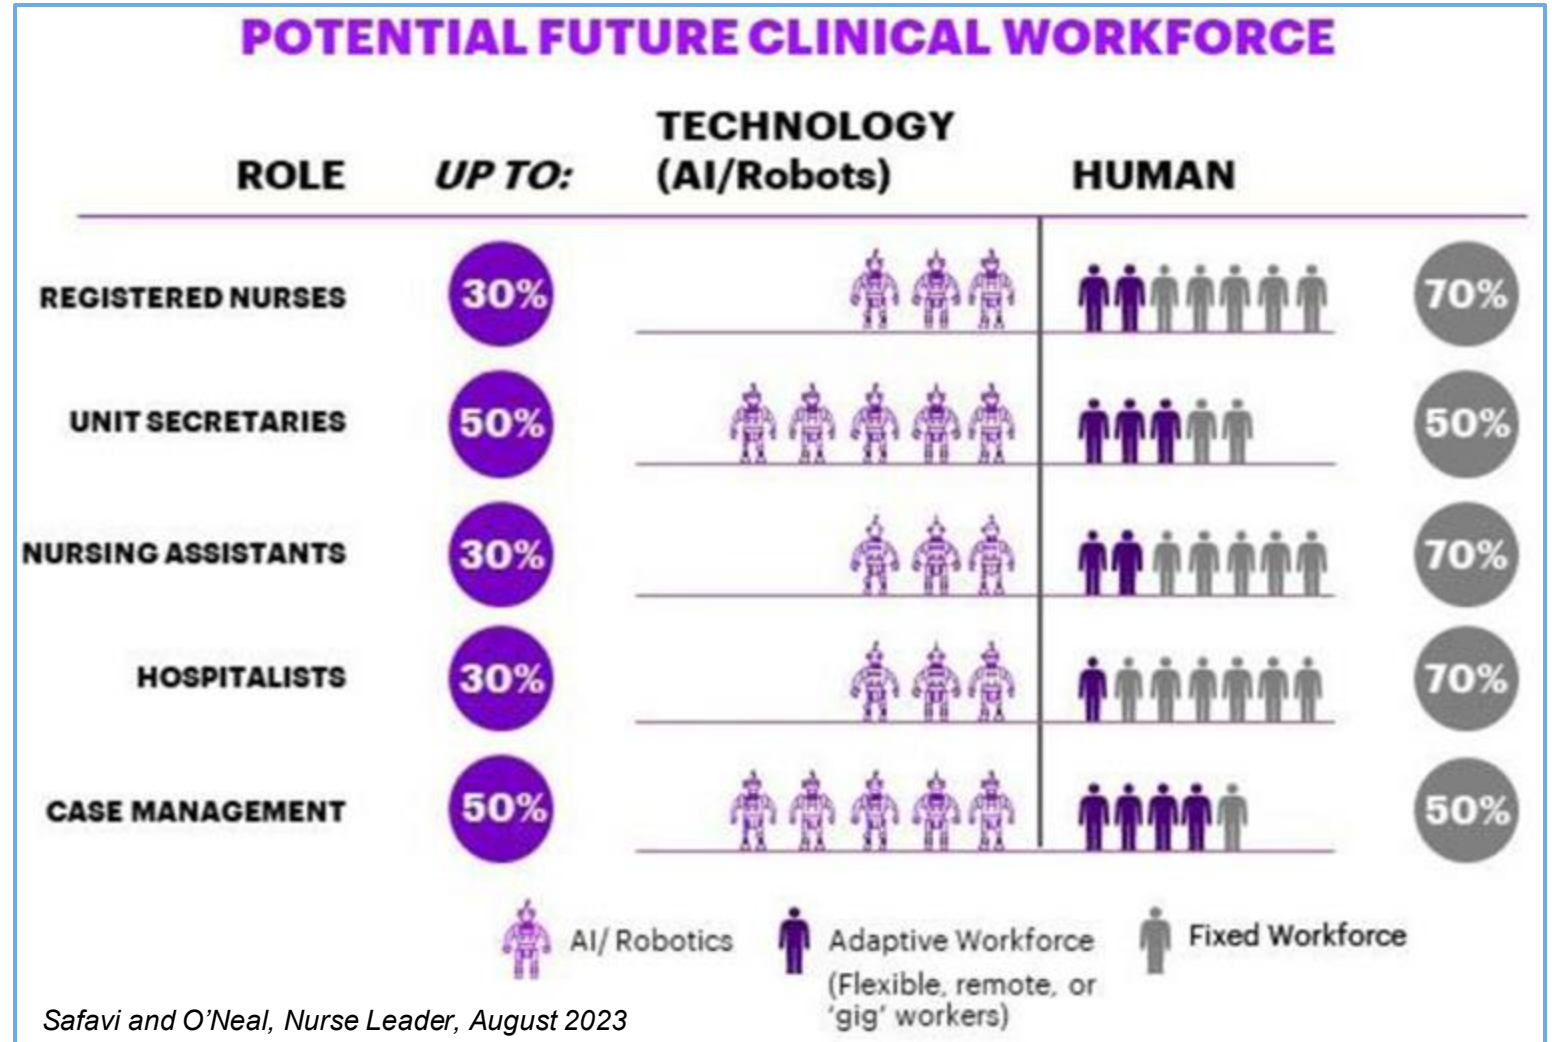 POTENTIAL FUTURE CLINICAL WORKFORCE
ROLE UP TO: TECHNOLOGY (AI/Robots) HUMAN
REGISTERED NURSES 30% 70%
UNIT SECRETARIES 50% 50%
NURSING ASSISTANTS 30% 70%
HOSPITALISTS 30% 70%
CASE MANAGEMENT 50% 50%
AI/ Robotics
Adaptive Workforce
(Flexible, remote, or
'gig' workers)
Fixed Workforce
Safavi and O'Neal, Nurse Leader, August 2023